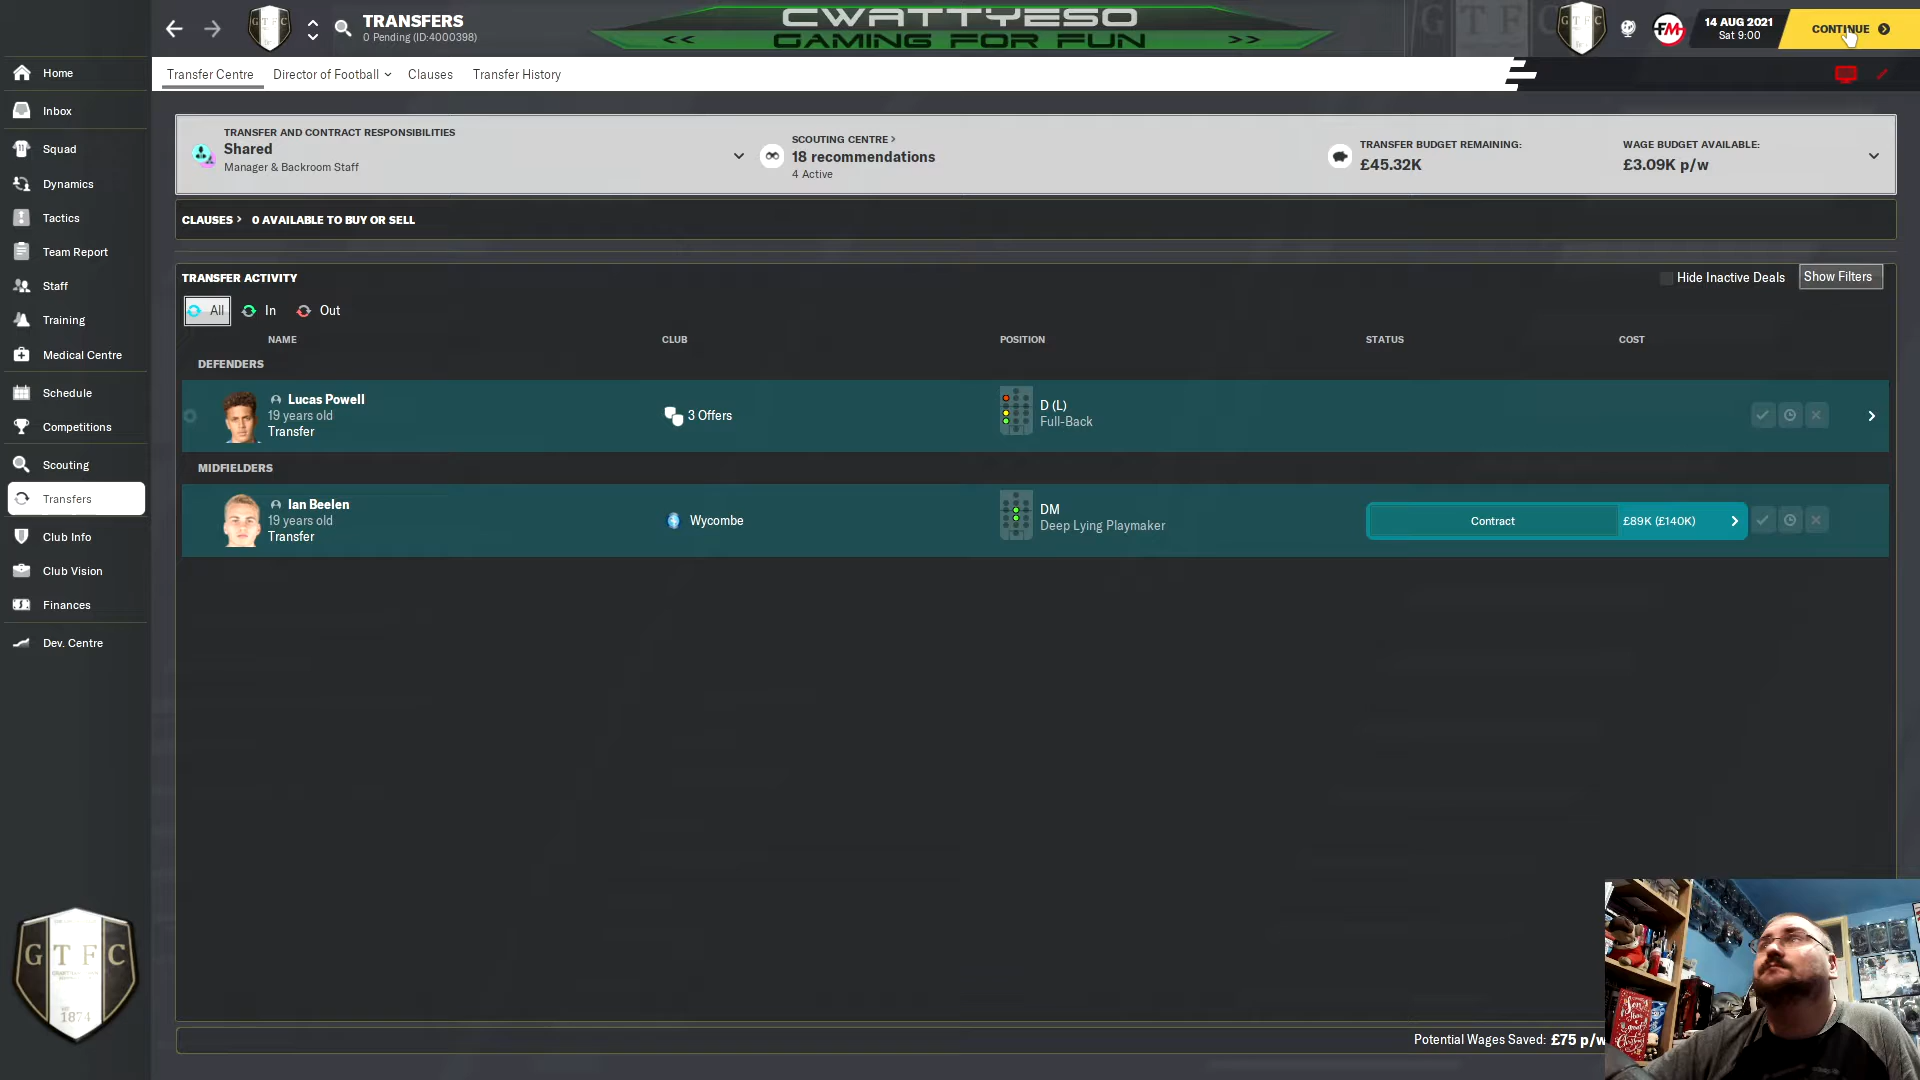 TRANSFERS
0 Pending (ID:4000398)
CWATTYESO
<< GAMING FOR FUN >>
GTFC
14 AUG 2021
Sat 9:00
CONTINUE
Home
Inbox
Squad
Dynamics
Tactics
Team Report
Staff
Training
Medical Centre
Schedule
Competitions
Scouting
Transfers
Club Info
Club Vision
Finances
Dev. Centre
Transfer Centre Director of Football Clauses Transfer History
TRANSFER AND CONTRACT RESPONSIBILITIES
Shared
Manager & Backroom Staff
SCOUTING CENTRE >
18 recommendations
4 Active
TRANSFER BUDGET REMAINING:
£45.32K
WAGE BUDGET AVAILABLE:
£3.09K p/w
CLAUSES > 0 AVAILABLE TO BUY OR SELL
TRANSFER ACTIVITY
Hide Inactive Deals Show Filters
All In Out
NAME CLUB POSITION STATUS COST
DEFENDERS
Lucas Powell
19 years old
Transfer
3 Offers
D (L)
Full-Back
MIDFIELDERS
Ian Beelen
19 years old
Transfer
Wycombe
DM
Deep Lying Playmaker
Contract £89K (£140K)
Potential Wages Saved: £75 p/w
GTFC
1874